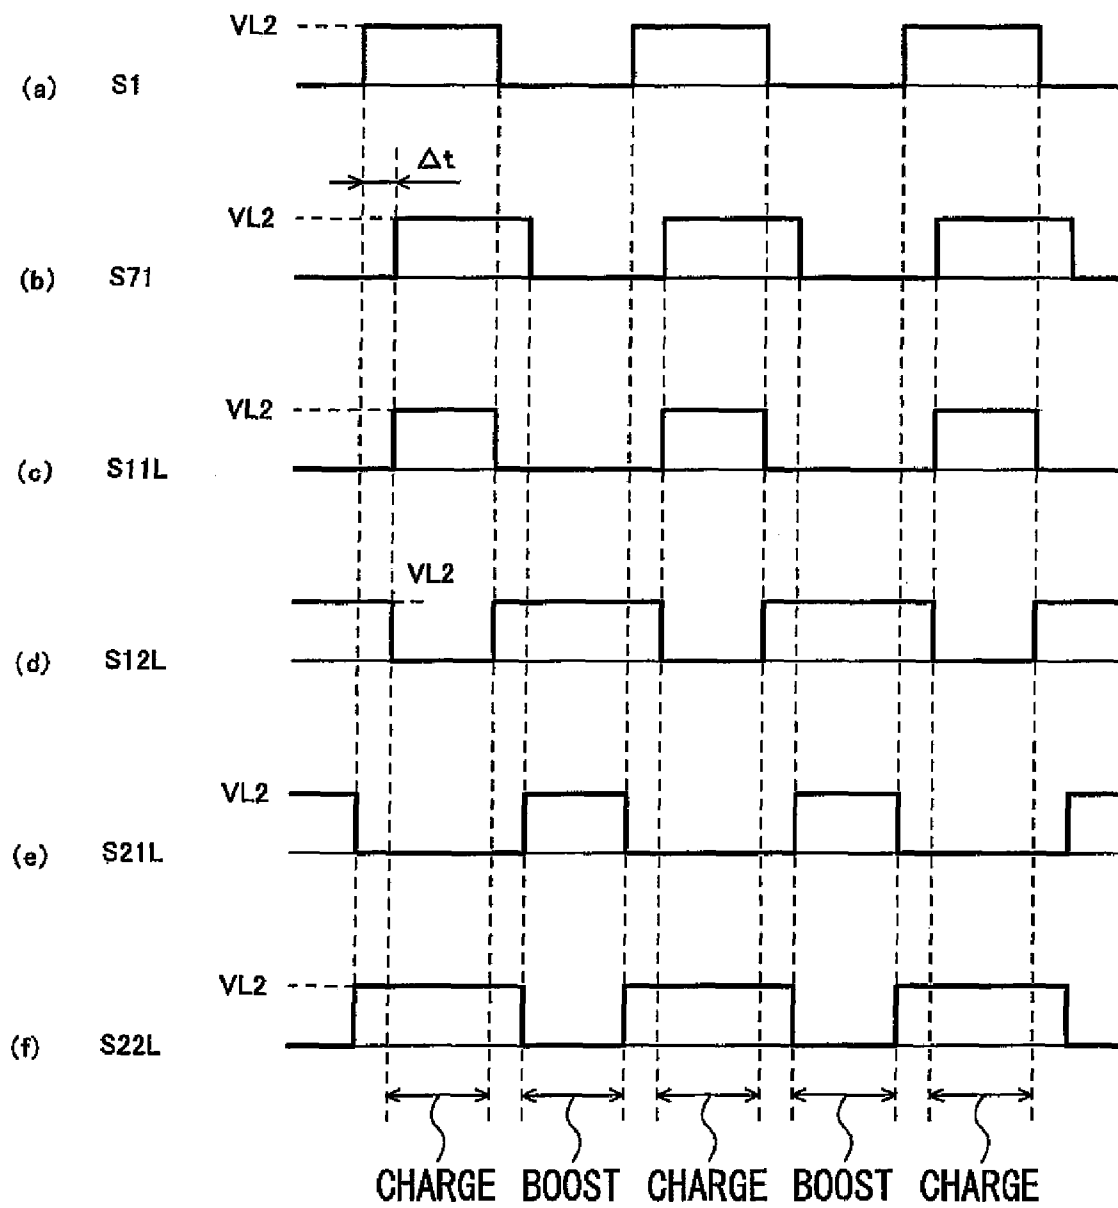 VL2
(a) S1
Δt
VL2
(b) S71
VL2
(c) S11L
VL2
(d) S12L
VL2
(e) S21L
VL2
(f) S22L
CHARGE BOOST CHARGE BOOST CHARGE